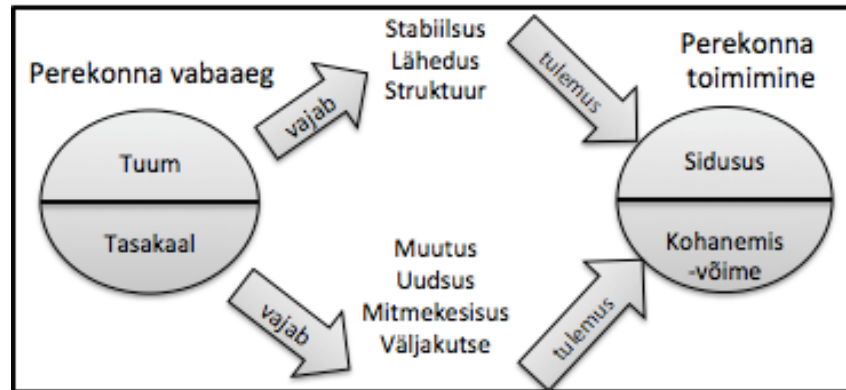 Perekonna vabaaeg
Tuum
Tasakaal
vajab
Stabiilsus
Lähedus
Struktuur
tulemus
vajab
Muutus
Uudsus
Mitmekesisus
Väljakutse
tulemus
Perekonna
toimimine
Sidusus
Kohanemis
-võime